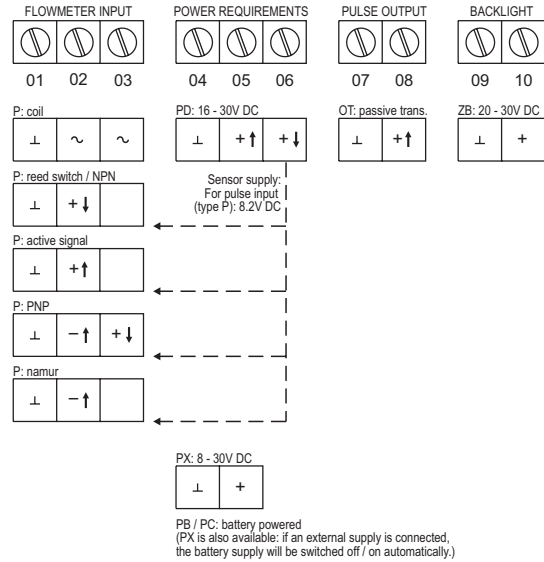 FLOWMETER INPUT
POWER REQUIREMENTS
PULSE OUTPUT
BACKLIGHT
01 02 03
04 05 06
07 08
09 10
P: coil
⊥ ~ ~
PD: 16 - 30V DC
⊥ +↑ +↓
OT: passive trans.
⊥ +↑
ZB: 20 - 30V DC
⊥ +
P: reed switch / NPN
⊥ +↓
Sensor supply:
For pulse input
(type P): 8.2V DC
P: active signal
⊥ +↑
P: PNP
⊥ −↑ +↓
P: namur
⊥ −↑
PX: 8 - 30V DC
⊥ +
PB / PC: battery powered
(PX is also available: if an external supply is connected,
the battery supply will be switched off / on automatically.)